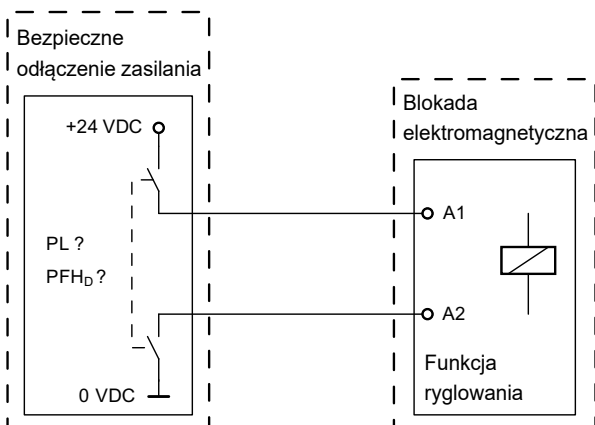 Bezpieczne
odłączenie zasilania
+24 VDC
PL ?
PFHD ?
0 VDC
Blokada
elektromagnetyczna
A1
A2
Funkcja
ryglowania